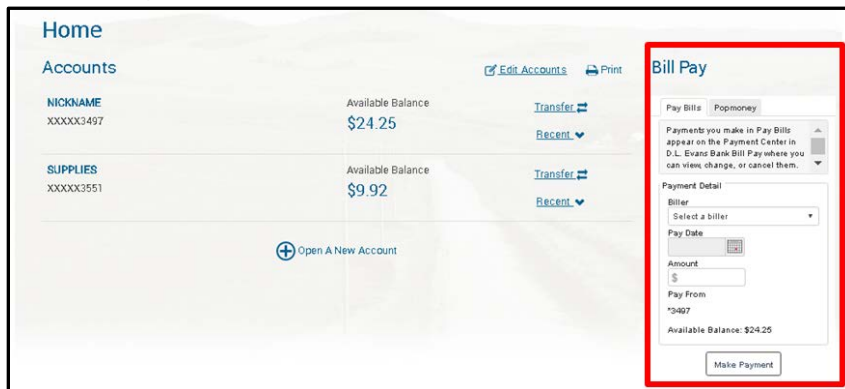 Home
Accounts
Edit Accounts
Print
NICKNAME
XXXXX3497
Available Balance
$24.25
Transfer
Recent
SUPPLIES
XXXXX3551
Available Balance
$9.92
Transfer
Recent
Open A New Account
Bill Pay
Pay Bills
Popmoney
Payments you make in Pay Bills
appear on the Payment Center in
D.L. Evans Bank Bill Pay where you
can view, change, or cancel them.
Payment Detail
Biller
Select a biller
Pay Date
Amount
$
Pay From
*3497
Available Balance: $24.25
Make Payment